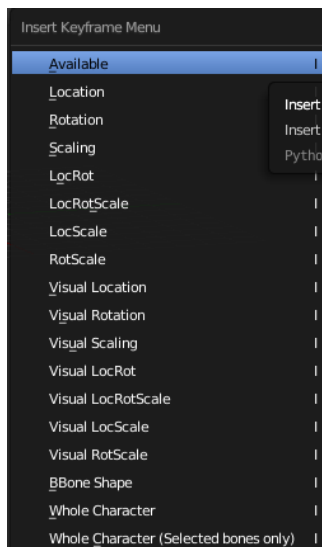 Insert Keyframe Menu
Available I
Location
Insert
Rotation
Insert
Scaling
LocRot I
LocRotScale I
LocScale I
RotScale I
Visual Location I
Visual Rotation I
Visual Scaling I
Visual LocRot I
Visual LocRotScale I
Visual LocScale I
Visual RotScale I
BBone Shape I
Whole Character I
Whole Character (Selected bones only) I